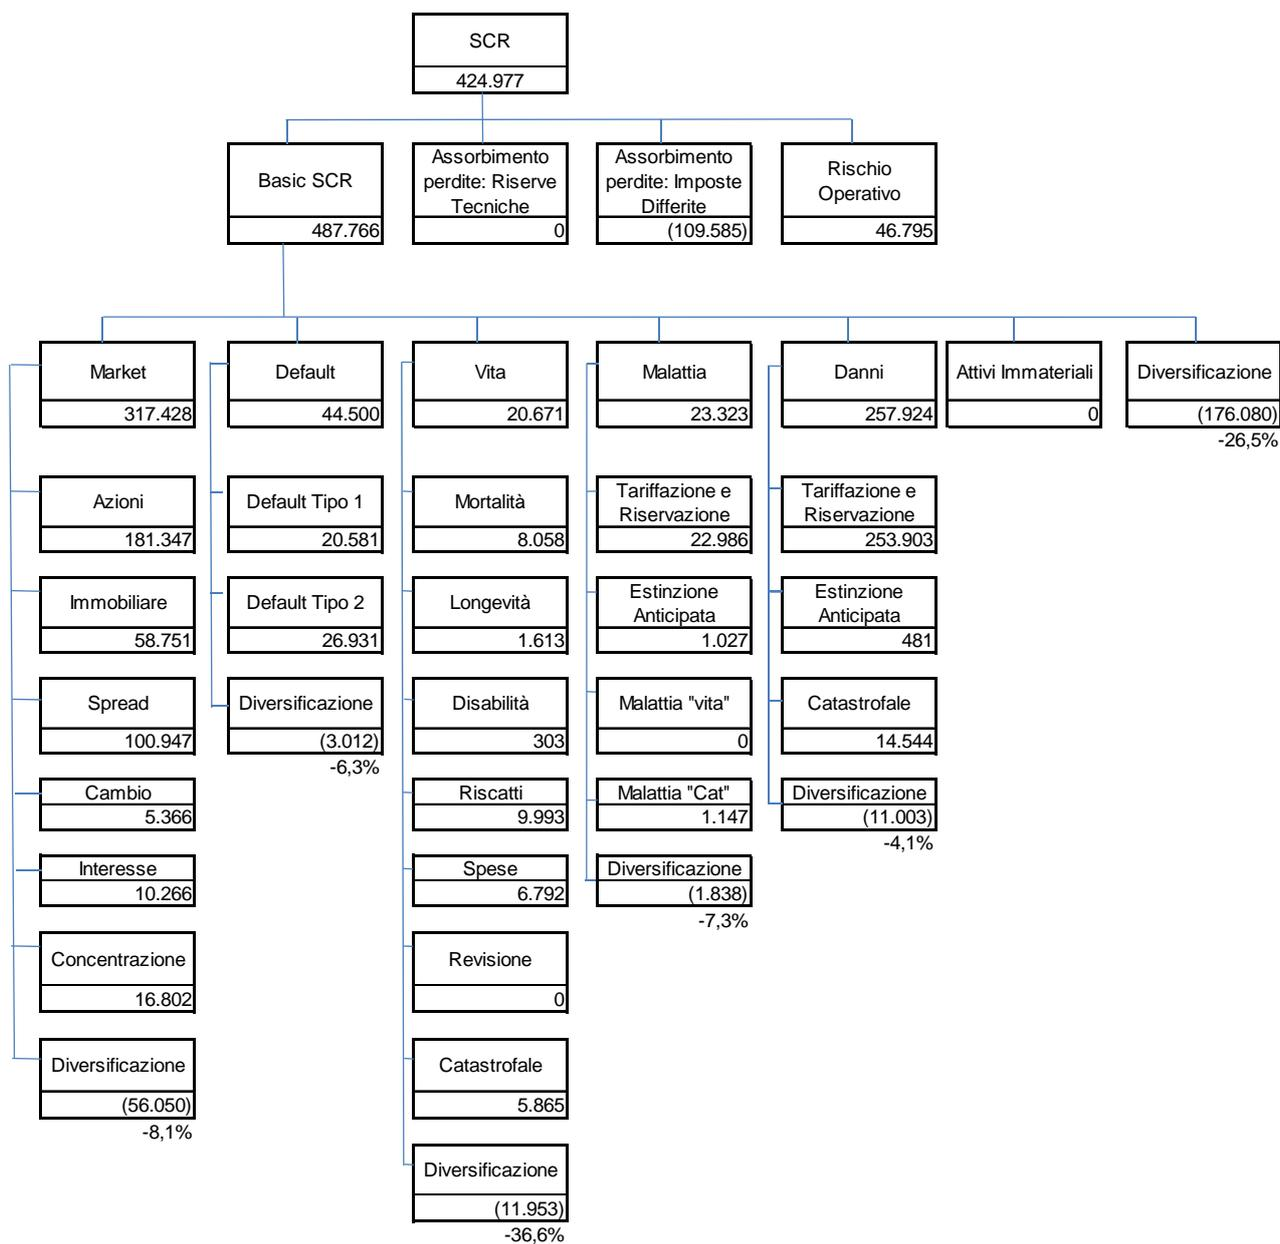 SCR
424.977
Basic SCR
487.766
Assorbimento
perdite: Riserve
Tecniche
0
Assorbimento
perdite: Imposte
Differite
(109.585)
Rischio
Operativo
46.795
Market
317.428
Default
44.500
Vita
20.671
Malattia
23.323
Danni
257.924
Attivi Immateriali
0
Diversificazione
(176.080)
-26,5%
Azioni
181.347
Immobiliare
58.751
Spread
100.947
Cambio
5.366
Interesse
10.266
Concentrazione
16.802
Diversificazione
(56.050)
-8,1%
Default Tipo 1
20.581
Default Tipo 2
26.931
Diversificazione
(3.012)
-6,3%
Mortalità
8.058
Longevità
1.613
Disabilità
303
Riscatti
9.993
Spese
6.792
Revisione
0
Catastrofale
5.865
Diversificazione
(11.953)
-36,6%
Tariffazione e
Riservazione
22.986
Estinzione
Anticipata
1.027
Malattia "vita"
0
Malattia "Cat"
1.147
Diversificazione
(1.838)
-7,3%
Tariffazione e
Riservazione
253.903
Estinzione
Anticipata
481
Catastrofale
14.544
Diversificazione
(11.003)
-4,1%